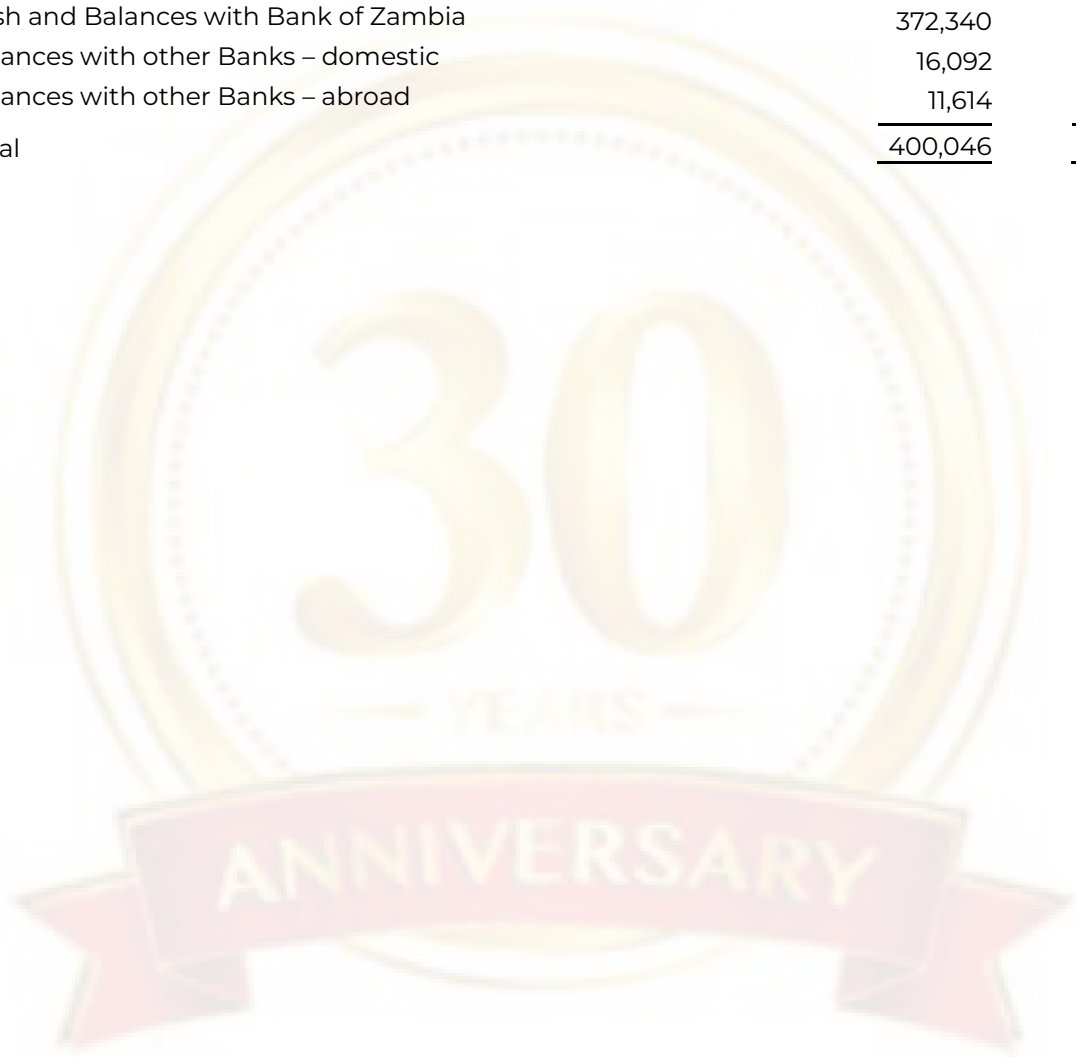 sh and Balances with Bank of Zambia 372,340
ances with other Banks – domestic 16,092
ances with other Banks – abroad 11,614
al 400,046
30
YEARS
ANNIVERSARY